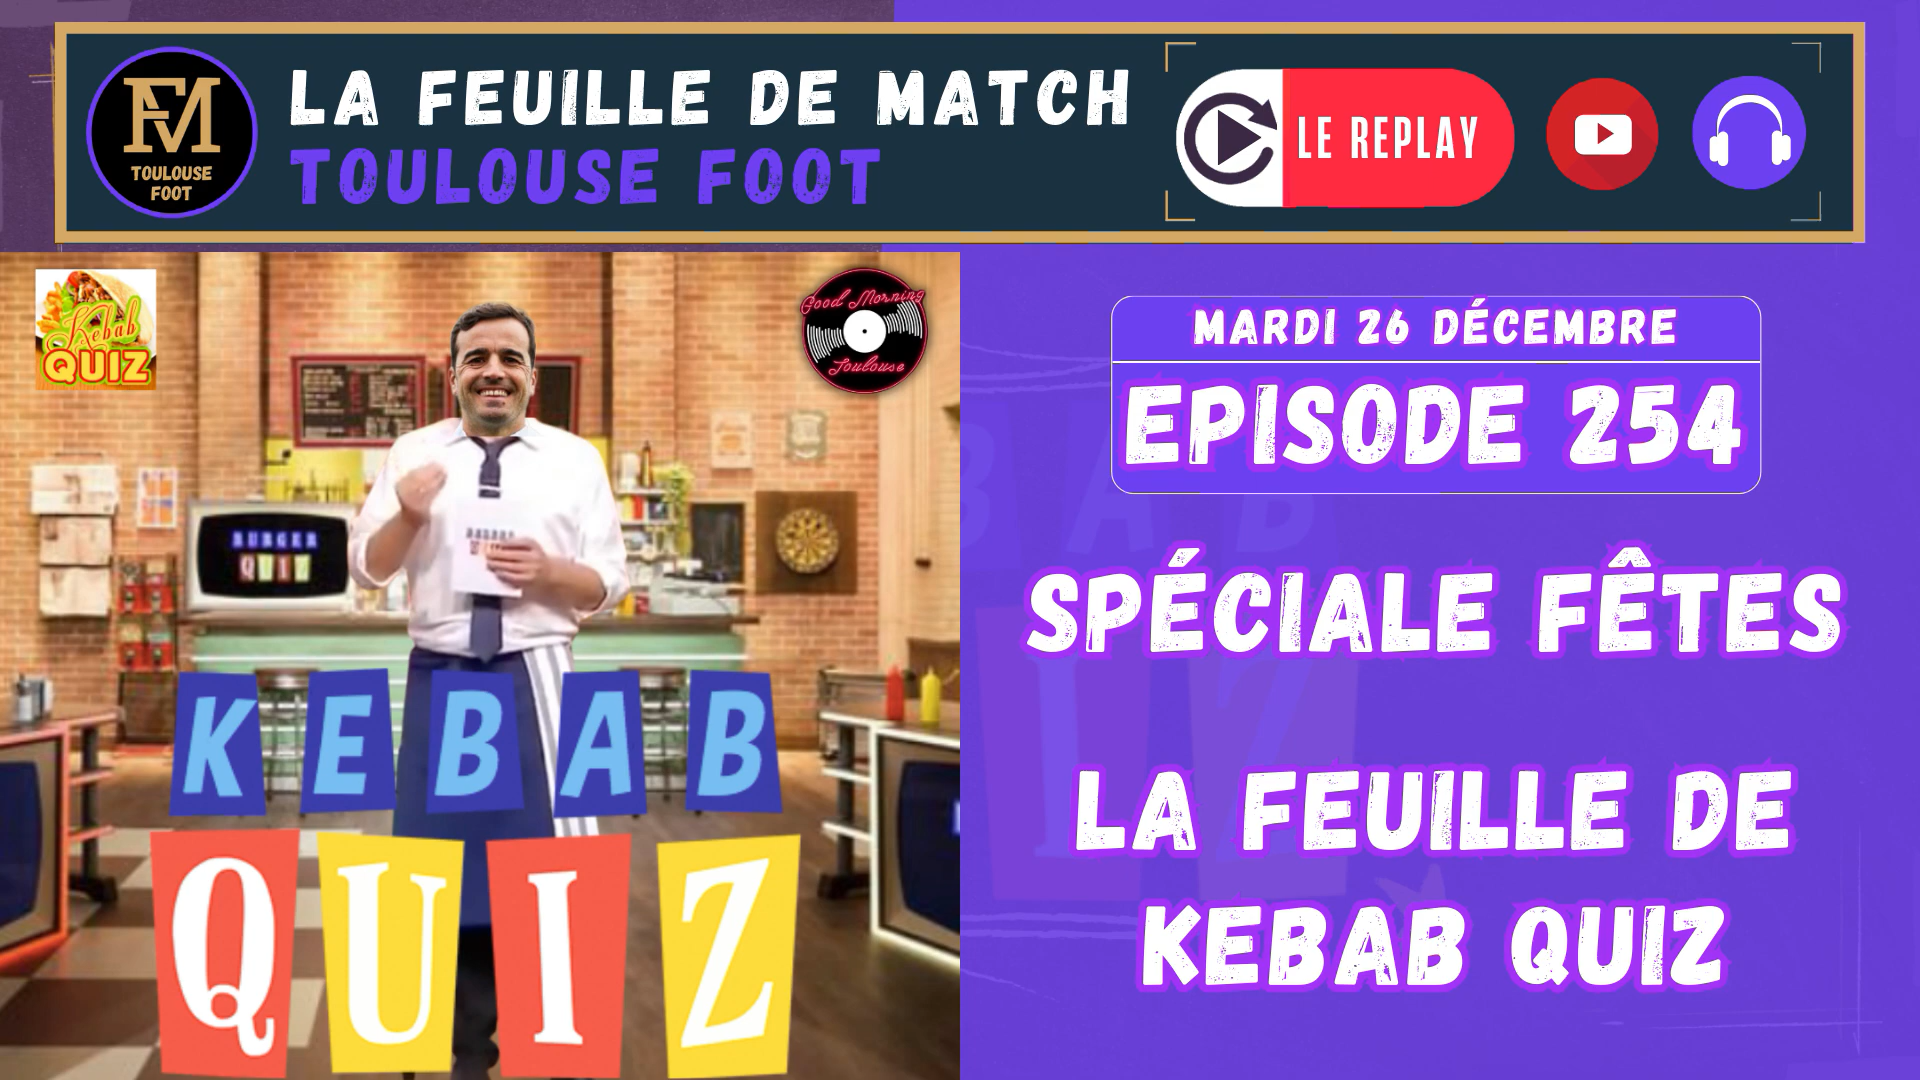 FM
TOULOUSE
FOOT
LA FEUILLE DE MATCH
TOULOUSE FOOT
LE REPLAY
Kebab
QUIZ
Good Morning
Toulouse
BURGER
QUIZ
KEBAB
QUIZ
MARDI 26 DÉCEMBRE
EPISODE 254
SPÉCIALE FÊTES
LA FEUILLE DE
KEBAB QUIZ